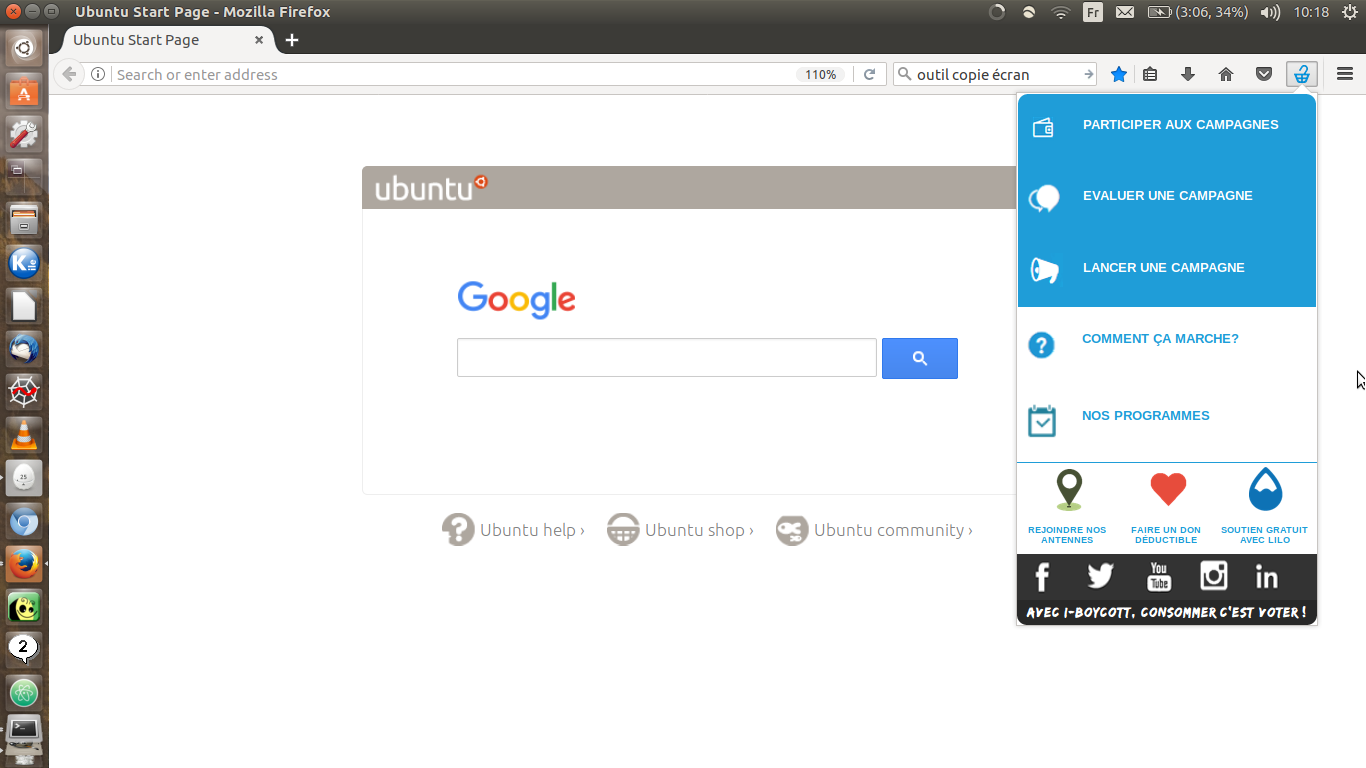 Ubuntu Start Page - Mozilla Firefox
Fr
(3:06, 34%)
10:18
Ubuntu Start Page
Search or enter address
110%
outil copie écran
PARTICIPER AUX CAMPAGNES
EVALUER UNE CAMPAGNE
LANCER UNE CAMPAGNE
COMMENT ÇA MARCHE?
NOS PROGRAMMES
REJOINDRE NOS
ANTENNES
FAIRE UN DON
DÉDUCTIBLE
SOUTIEN GRATUIT
AVEC LILO
You
Tube
in
AVEC I-BOYCOTT, CONSOMMER C'EST VOTER !
ubuntu
Google
Ubuntu help ›
Ubuntu shop ›
Ubuntu community ›
K
25
2